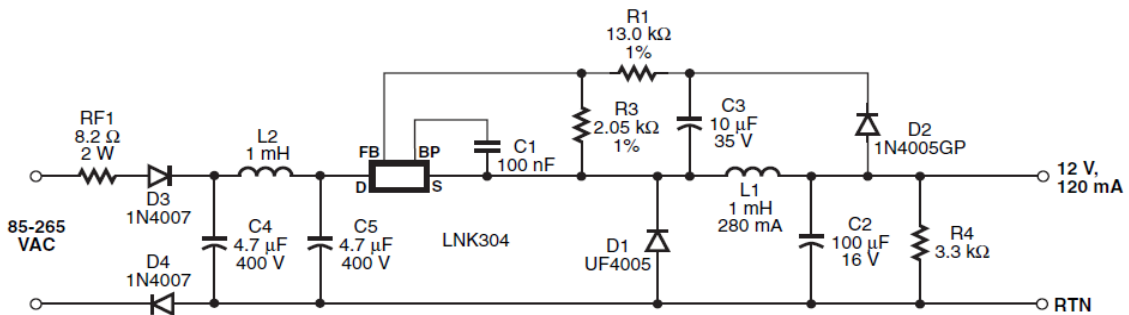 R1
13.0 kΩ
1%
RF1
8.2 Ω
2 W
L2
1 mH
FB
BP
D
S
C1
100 nF
R3
2.05 kΩ
1%
C3
10 μF
35 V
D2
1N4005GP
D3
1N4007
85-265
VAC
D4
1N4007
C4
4.7 μF
400 V
C5
4.7 μF
400 V
LNK304
D1
UF4005
L1
1 mH
280 mA
C2
100 μF
16 V
R4
3.3 kΩ
12 V,
120 mA
RTN